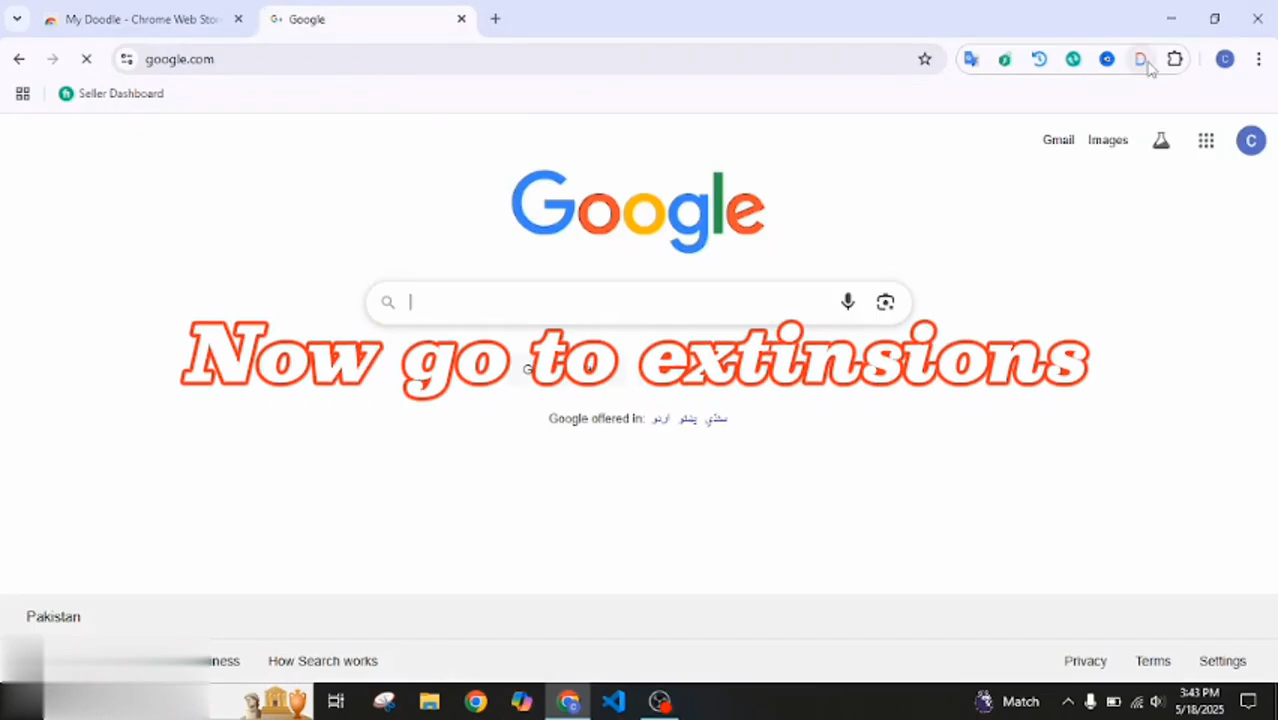 My Doodle - Chrome Web Sto
Google
google.com
Seller Dashboard
Gmail Images
C
Google
Now go to extinsions
Google offered in: اردو پښتو سنڌي
Pakistan
ness How Search works Privacy Terms Settings
Match
3:43 PM
5/18/2025